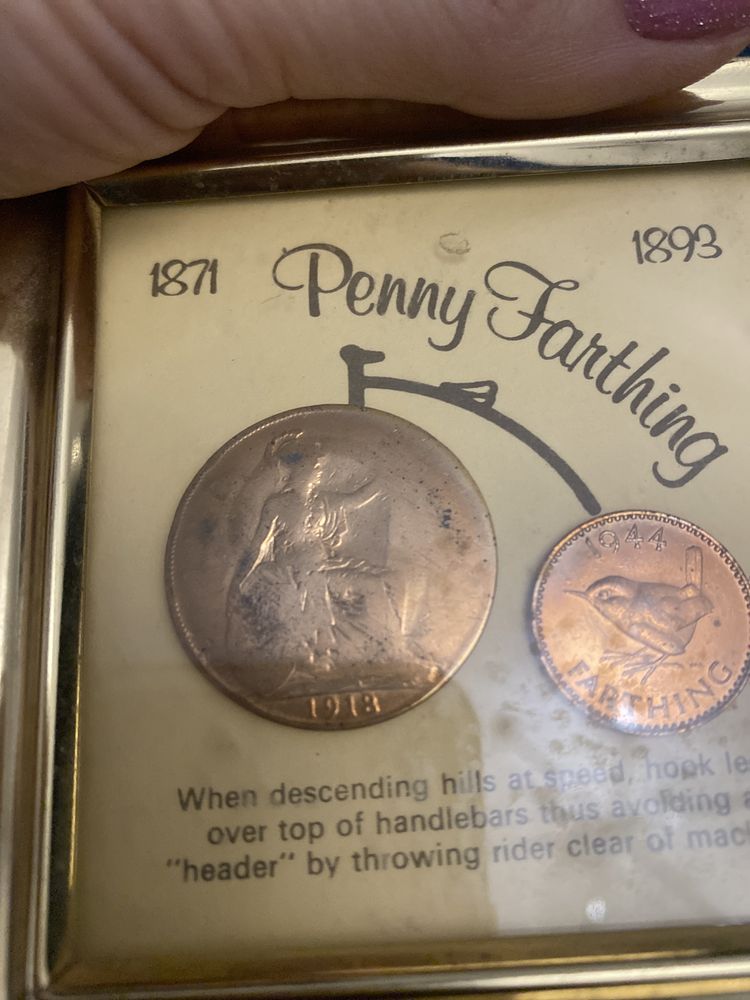 1871 Penny Farthing 1893
1944
FARTHING
1913
When descending hills at speed, hook le
over top of handlebars thus avoiding
"header" by throwing rider clear of mac